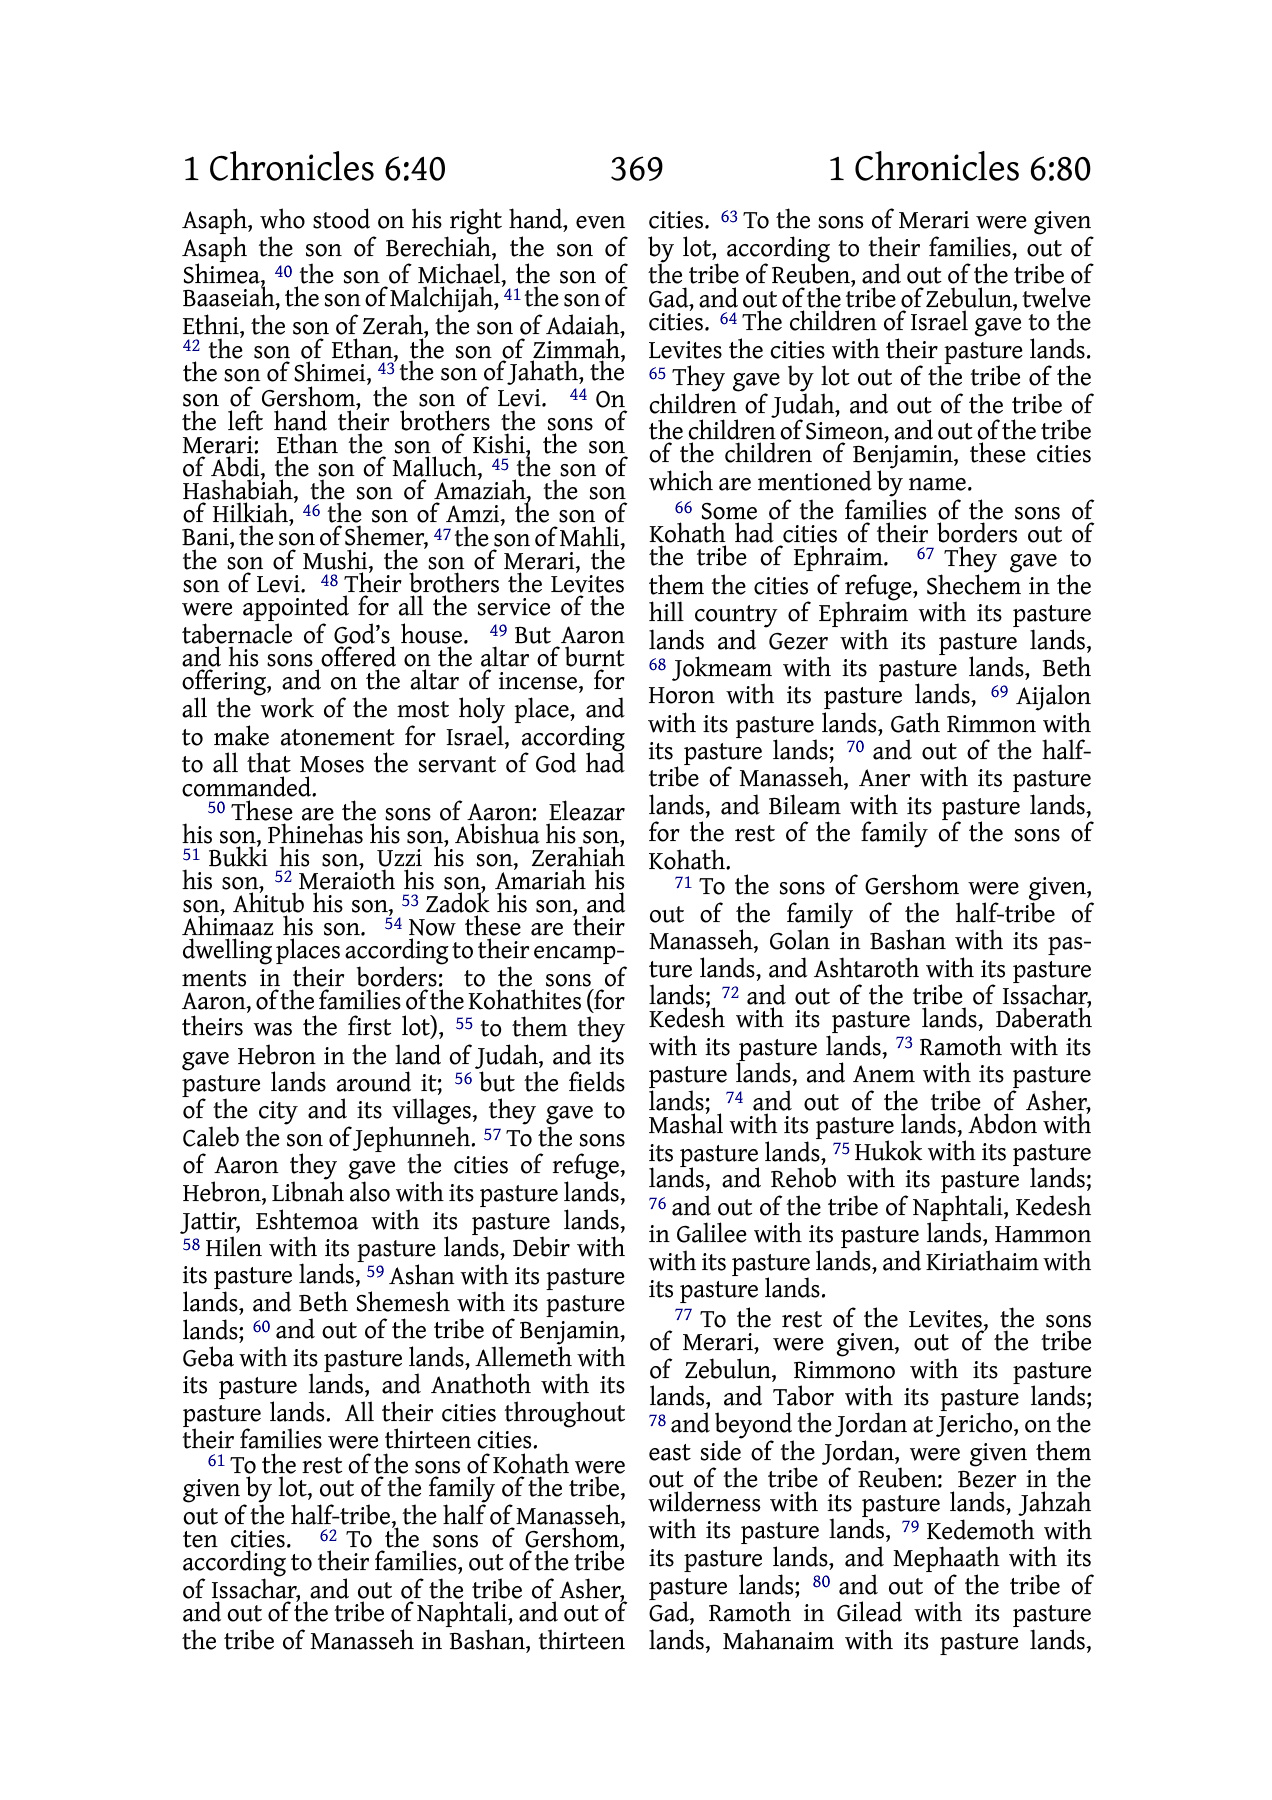 1 Chronicles 6:40 369 1 Chronicles 6:80
Asaph, who stood on his right hand, even
Asaph the son of Berechiah, the son of
Shimea, 40 the son of Michael, the son of
Baaseiah, the son of Malchijah, 41 the son of
Ethni, the son of Zerah, the son of Adaiah,
42 the son of Ethan, the son of Zimmah,
the son of Shimei, 43 the son of Jahath, the
son of Gershom, the son of Levi. 44 On
the left hand their brothers the sons of
Merari: Ethan the son of Kishi, the son
of Abdi, the son of Malluch, 45 the son of
Hashabiah, the son of Amaziah, the son
of Hilkiah, 46 the son of Amzi, the son of
Bani, the son of Shemer, 47 the son of Mahli,
the son of Mushi, the son of Merari, the
son of Levi. 48 Their brothers the Levites
were appointed for all the service of the
tabernacle of God's house. 49 But Aaron
and his sons offered on the altar of burnt
offering, and on the altar of incense, for
all the work of the most holy place, and
to make atonement for Israel, according
to all that Moses the servant of God had
commanded.
50 These are the sons of Aaron: Eleazar
his son, Phinehas his son, Abishua his son,
51 Bukki his son, Uzzi his son, Zerahiah
his son, 52 Meraioth his son, Amariah his
son, Ahitub his son, 53 Zadok his son, and
Ahimaaz his son. 54 Now these are their
dwelling places according to their encamp-
ments in their borders: to the sons of
Aaron, of the families of the Kohathites (for
theirs was the first lot), 55 to them they
gave Hebron in the land of Judah, and its
pasture lands around it; 56 but the fields
of the city and its villages, they gave to
Caleb the son of Jephunneh. 57 To the sons
of Aaron they gave the cities of refuge,
Hebron, Libnah also with its pasture lands,
Jattir, Eshtemoa with its pasture lands,
58 Hilen with its pasture lands, Debir with
its pasture lands, 59 Ashan with its pasture
lands, and Beth Shemesh with its pasture
lands; 60 and out of the tribe of Benjamin,
Geba with its pasture lands, Allemeth with
its pasture lands, and Anathoth with its
pasture lands. All their cities throughout
their families were thirteen cities.
61 To the rest of the sons of Kohath were
given by lot, out of the family of the tribe,
out of the half-tribe, the half of Manasseh,
ten cities. 62 To the sons of Gershom,
according to their families, out of the tribe
of Issachar, and out of the tribe of Asher,
and out of the tribe of Naphtali, and out of
the tribe of Manasseh in Bashan, thirteen
cities. 63 To the sons of Merari were given
by lot, according to their families, out of
the tribe of Reuben, and out of the tribe of
Gad, and out of the tribe of Zebulun, twelve
cities. 64 The children of Israel gave to the
Levites the cities with their pasture lands.
65 They gave by lot out of the tribe of the
children of Judah, and out of the tribe of
the children of Simeon, and out of the tribe
of the children of Benjamin, these cities
which are mentioned by name.
66 Some of the families of the sons of
Kohath had cities of their borders out of
the tribe of Ephraim. 67 They gave to
them the cities of refuge, Shechem in the
hill country of Ephraim with its pasture
lands and Gezer with its pasture lands,
68 Jokmeam with its pasture lands, Beth
Horon with its pasture lands, 69 Aijalon
with its pasture lands, Gath Rimmon with
its pasture lands; 70 and out of the half-
tribe of Manasseh, Aner with its pasture
lands, and Bileam with its pasture lands,
for the rest of the family of the sons of
Kohath.
71 To the sons of Gershom were given,
out of the family of the half-tribe of
Manasseh, Golan in Bashan with its pas-
ture lands, and Ashtaroth with its pasture
lands; 72 and out of the tribe of Issachar,
Kedesh with its pasture lands, Daberath
with its pasture lands, 73 Ramoth with its
pasture lands, and Anem with its pasture
lands; 74 and out of the tribe of Asher,
Mashal with its pasture lands, Abdon with
its pasture lands, 75 Hukok with its pasture
lands, and Rehob with its pasture lands;
76 and out of the tribe of Naphtali, Kedesh
in Galilee with its pasture lands, Hammon
with its pasture lands, and Kiriathaim with
its pasture lands.
77 To the rest of the Levites, the sons
of Merari, were given, out of the tribe
of Zebulun, Rimmono with its pasture
lands, and Tabor with its pasture lands;
78 and beyond the Jordan at Jericho, on the
east side of the Jordan, were given them
out of the tribe of Reuben: Bezer in the
wilderness with its pasture lands, Jahzah
with its pasture lands, 79 Kedemoth with
its pasture lands, and Mephaath with its
pasture lands; 80 and out of the tribe of
Gad, Ramoth in Gilead with its pasture
lands, Mahanaim with its pasture lands,